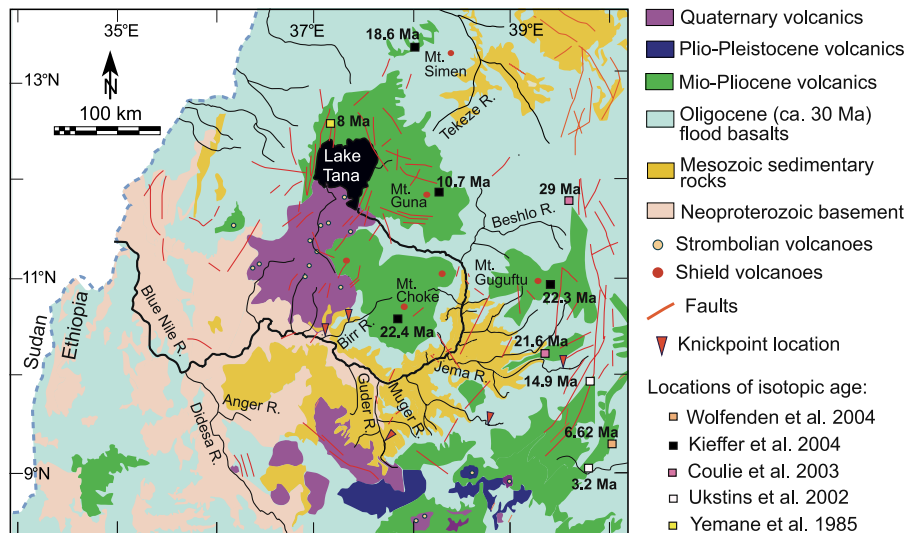 35°E
37°E
39°E
13°N
11°N
9°N
N
100 km
18.6 Ma
Mt.
Simen
Tekeze R.
8 Ma
Lake
Tana
Mt.
Guna
10.7 Ma
29 Ma
Beshlo R.
Mt.
Guguftu
22.3 Ma
Mt.
Choke
22.4 Ma
Birr R.
21.6 Ma
Jema R.
14.9 Ma
Blue Nile R.
Sudan
Ethiopia
Didesa R.
Anger R.
Guder R.
Muger R.
6.62 Ma
3.2 Ma
Quaternary volcanics
Plio-Pleistocene volcanics
Mio-Pliocene volcanics
Oligocene (ca. 30 Ma)
flood basalts
Mesozoic sedimentary
rocks
Neoproterozoic basement
Strombolian volcanoes
Shield volcanoes
Faults
Knickpoint location
Locations of isotopic age:
Wolfenden et al. 2004
Kieffer et al. 2004
Coulie et al. 2003
Ukstins et al. 2002
Yemane et al. 1985